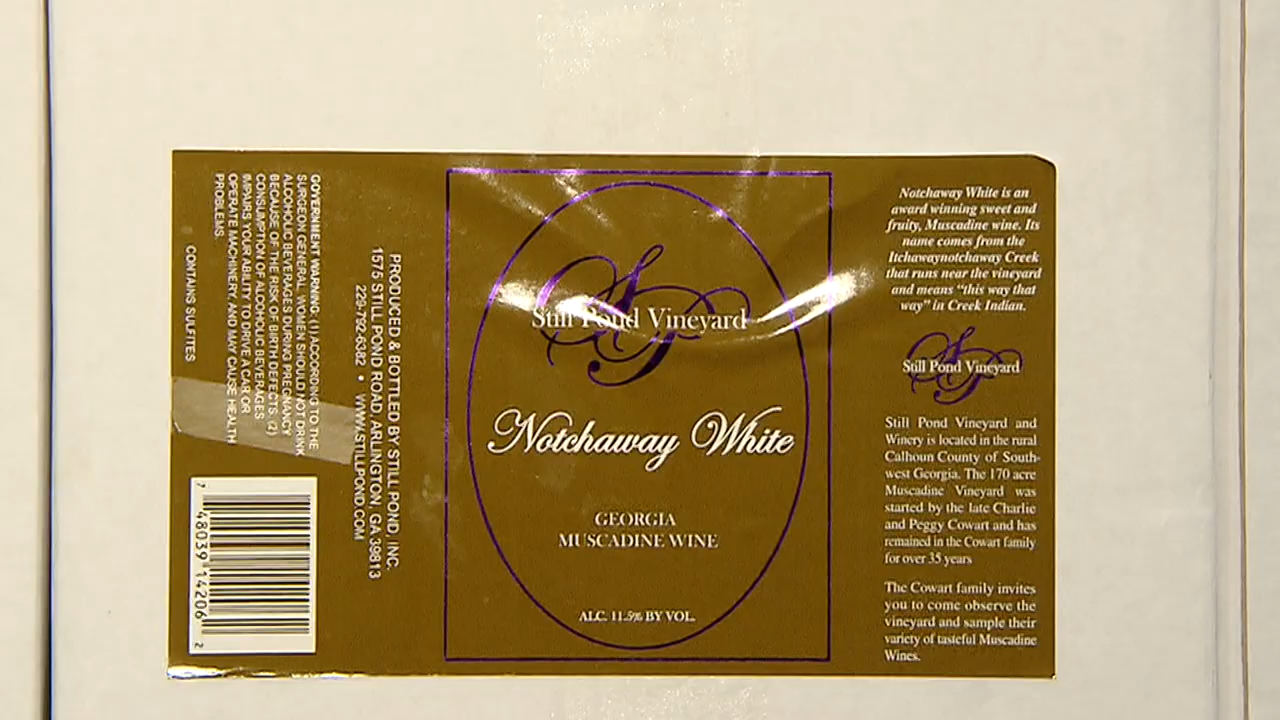 GOVERNMENT WARNING: (1) ACCORDING TO THE
SURGEON GENERAL, WOMEN SHOULD NOT DRINK
ALCOHOLIC BEVERAGES DURING PREGNANCY
BECAUSE OF THE RISK OF BIRTH DEFECTS. (2)
CONSUMPTION OF ALCOHOLIC BEVERAGES
IMPAIRS YOUR ABILITY TO DRIVE A CAR OR
OPERATE MACHINERY, AND MAY CAUSE HEALTH
PROBLEMS.
CONTAINS SULFITES
7 48039 14206 2
PRODUCED & BOTTLED BY STILL POND, INC.
1575 STILL POND ROAD, ARLINGTON, GA 39813
229-792-6382 • WWW.STILLPOND.COM
SP
Still Pond Vineyard
Notchaway White
GEORGIA
MUSCADINE WINE
ALC. 11.5% BY VOL.
Notchaway White is an
award winning sweet and
fruity, Muscadine wine. Its
name comes from the
Itchawaynotchaway Creek
that runs near the vineyard
and means "this way that
way" in Creek Indian.
SP
Still Pond Vineyard
Still Pond Vineyard and
Winery is located in the rural
Calhoun County of South-
west Georgia. The 170 acre
Muscadine Vineyard was
started by the late Charlie
and Peggy Cowart and has
remained in the Cowart family
for over 35 years
The Cowart family invites
you to come observe the
vineyard and sample their
variety of tasteful Muscadine
Wines.